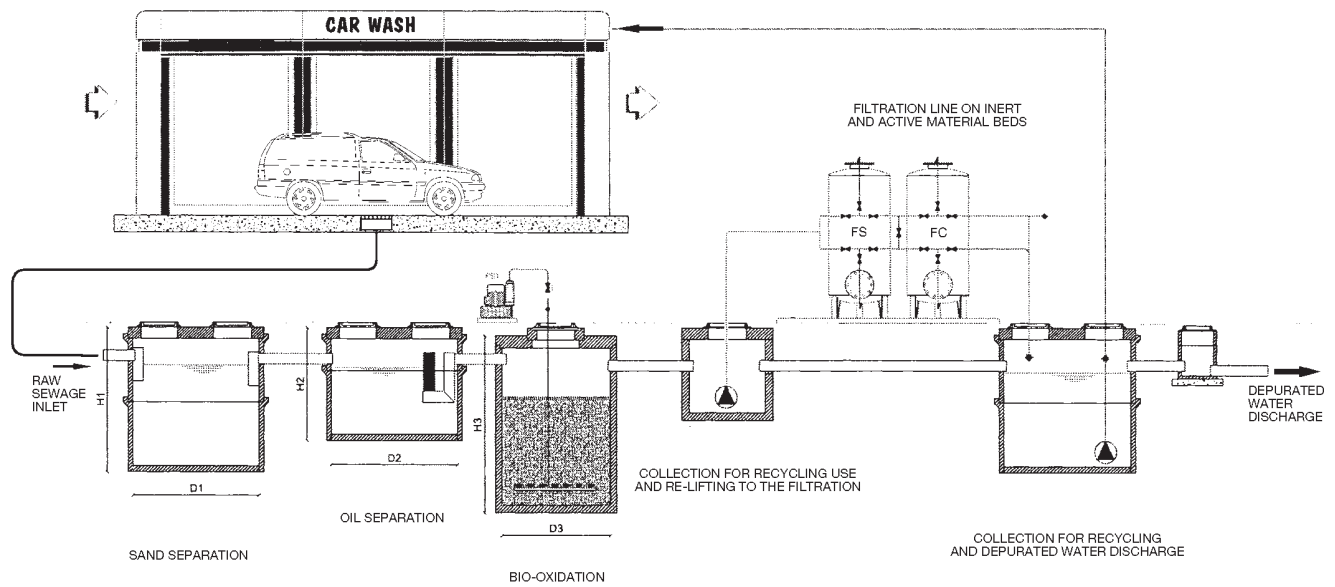 CAR WASH
FILTRATION LINE ON INERT
AND ACTIVE MATERIAL BEDS
FS
FC
RAW
SEWAGE
INLET
H1
H2
H3
D1
D2
D3
DEPURATED
WATER
DISCHARGE
COLLECTION FOR RECYCLING USE
AND RE-LIFTING TO THE FILTRATION
OIL SEPARATION
SAND SEPARATION
BIO-OXIDATION
COLLECTION FOR RECYCLING
AND DEPURATED WATER DISCHARGE